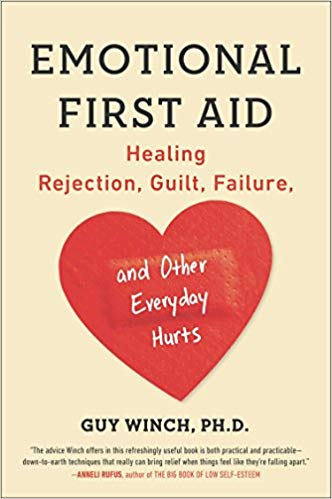 EMOTIONAL
FIRST AID
Healing
Rejection, Guilt, Failure,
and Other
Everyday
Hurts
GUY WINCH, PH.D.
"The advice Winch offers in this refreshingly useful book is both practical and practicable—
down-to-earth techniques that really can bring relief when things feel like they're falling apart."
—ANNELI RUFUS, author of THE BIG BOOK OF LOW SELF-ESTEEM